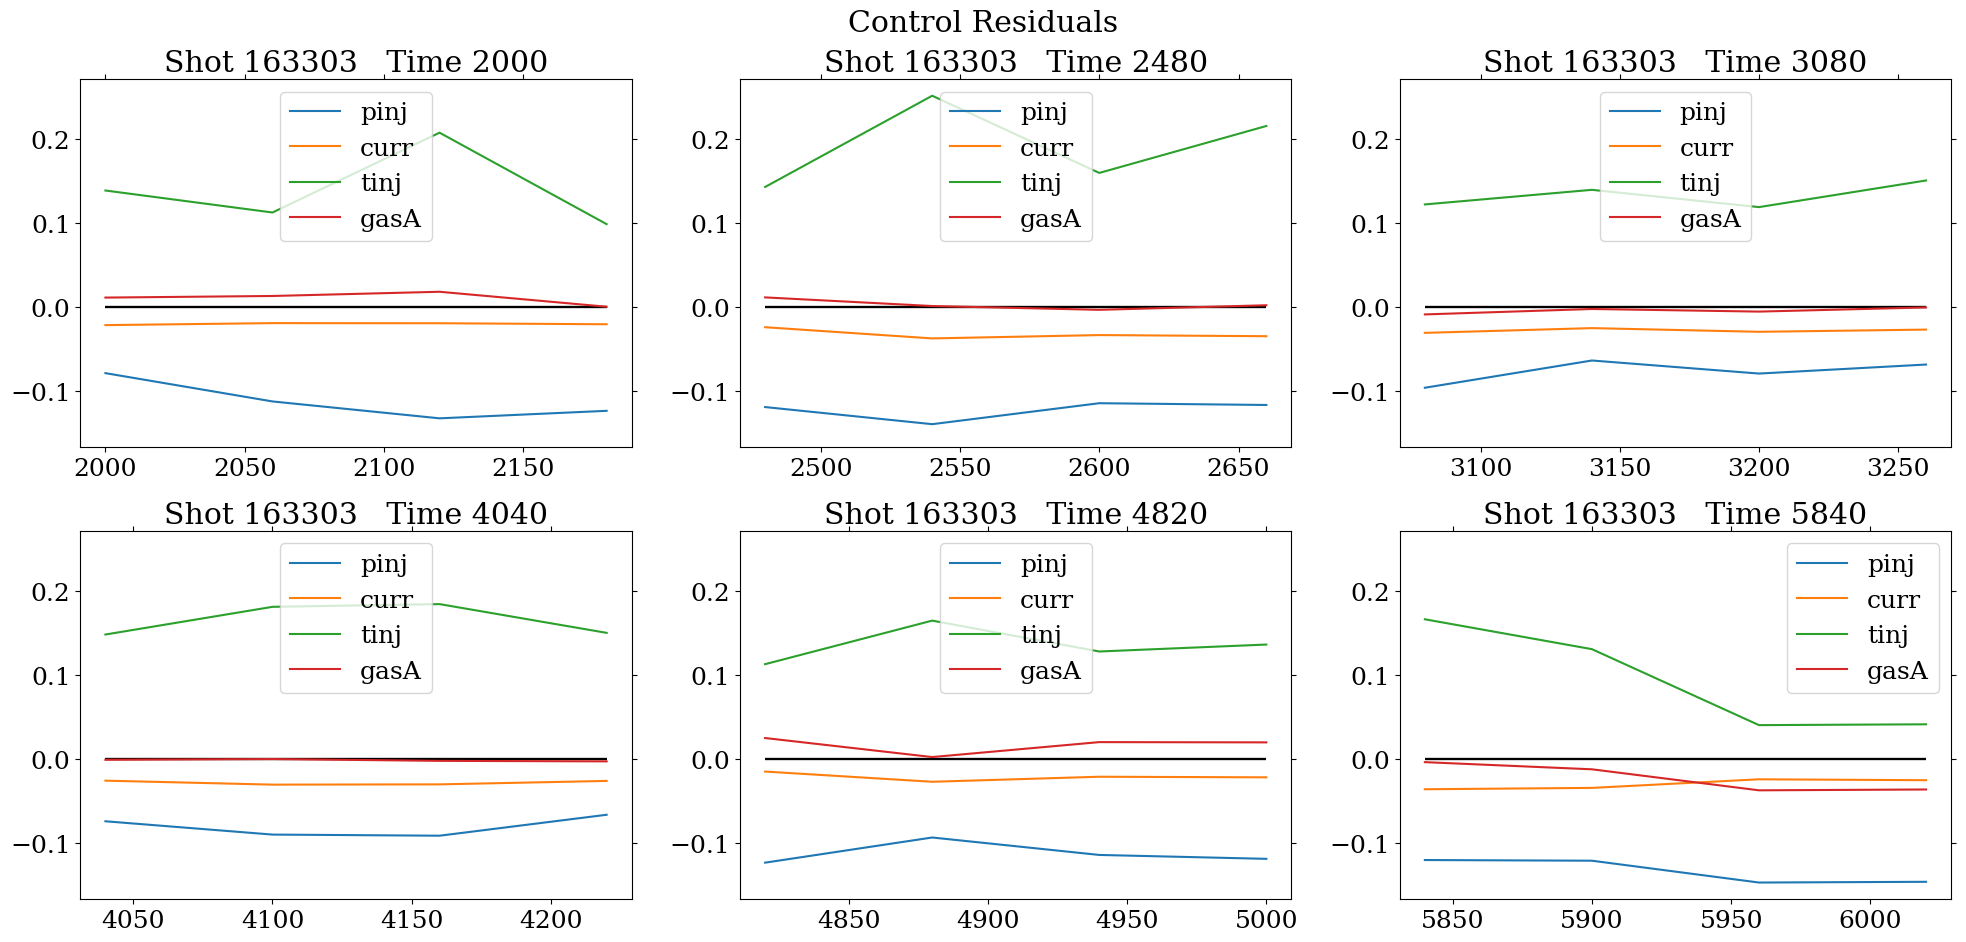 Control Residuals
Shot 163303   Time 2000
Shot 163303   Time 2480
Shot 163303   Time 3080
pinj
curr
tinj
gasA
0.2
0.1
0.0
−0.1
2000 2050 2100 2150
pinj
curr
tinj
gasA
0.2
0.1
0.0
−0.1
2500 2550 2600 2650
pinj
curr
tinj
gasA
0.2
0.1
0.0
−0.1
3100 3150 3200 3250
Shot 163303   Time 4040
Shot 163303   Time 4820
Shot 163303   Time 5840
pinj
curr
tinj
gasA
0.2
0.1
0.0
−0.1
4050 4100 4150 4200
pinj
curr
tinj
gasA
0.2
0.1
0.0
−0.1
4850 4900 4950 5000
pinj
curr
tinj
gasA
0.2
0.1
0.0
−0.1
5850 5900 5950 6000